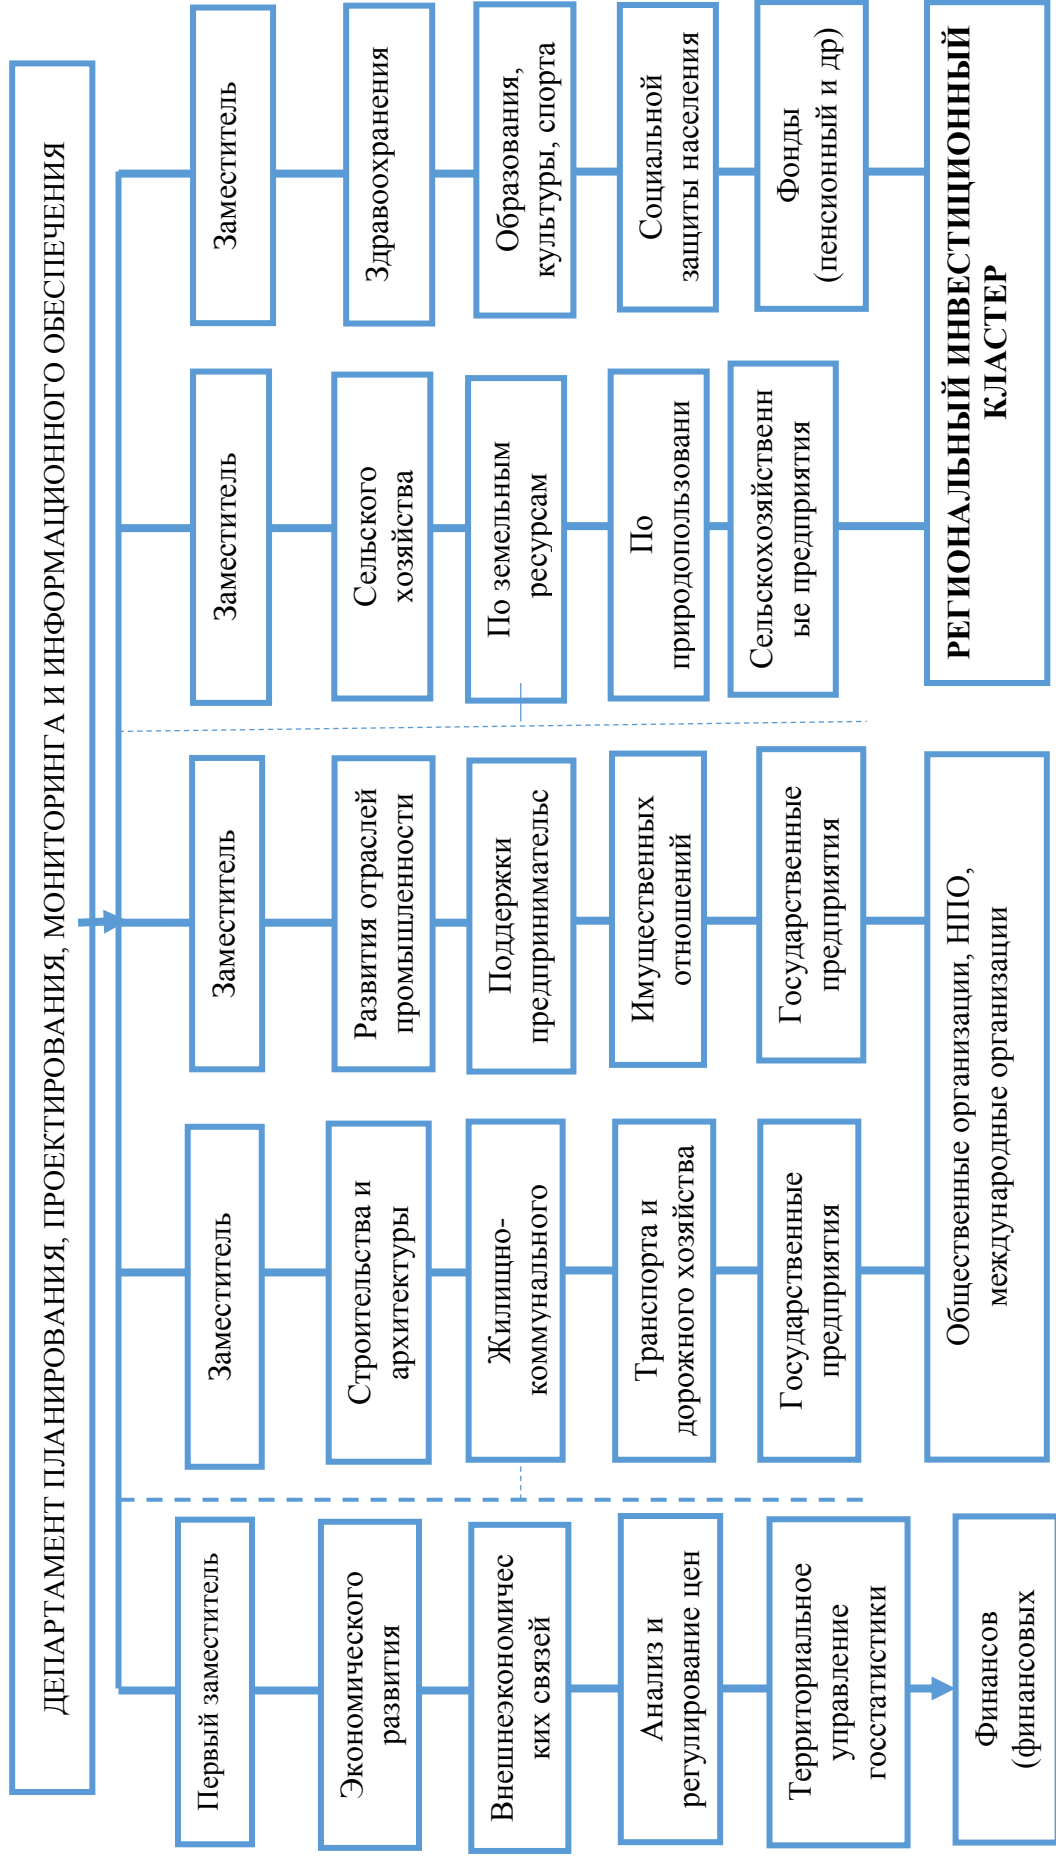 ДЕПАРТАМЕНТ ПЛАНИРОВАНИЯ, ПРОЕКТИРОВАНИЯ, МОНИТОРИНГА И ИНФОРМАЦИОННОГО ОБЕСПЕЧЕНИЯ
Первый заместитель
Экономического
развития
Внешнеэкономичес
ких связей
Анализ и
регулирование цен
Территориальное
управление
госстатистики
Финансов
(финансовых
Заместитель
Строительства и
архитектуры
Жилищно-
коммунального
Транспорта и
дорожного хозяйства
Государственные
предприятия
Заместитель
Развития отраслей
промышленности
Поддержки
предпринимательс
Имущественных
отношений
Государственные
предприятия
Общественные организации, НПО,
международные организации
Заместитель
Сельского
хозяйства
По земельным
ресурсам
По
природопользовани
Сельскохозяйственн
ые предприятия
Заместитель
Здравоохранения
Образования,
культуры, спорта
Социальной
защиты населения
Фонды
(пенсионный и др)
РЕГИОНАЛЬНЫЙ ИНВЕСТИЦИОННЫЙ
КЛАСТЕР